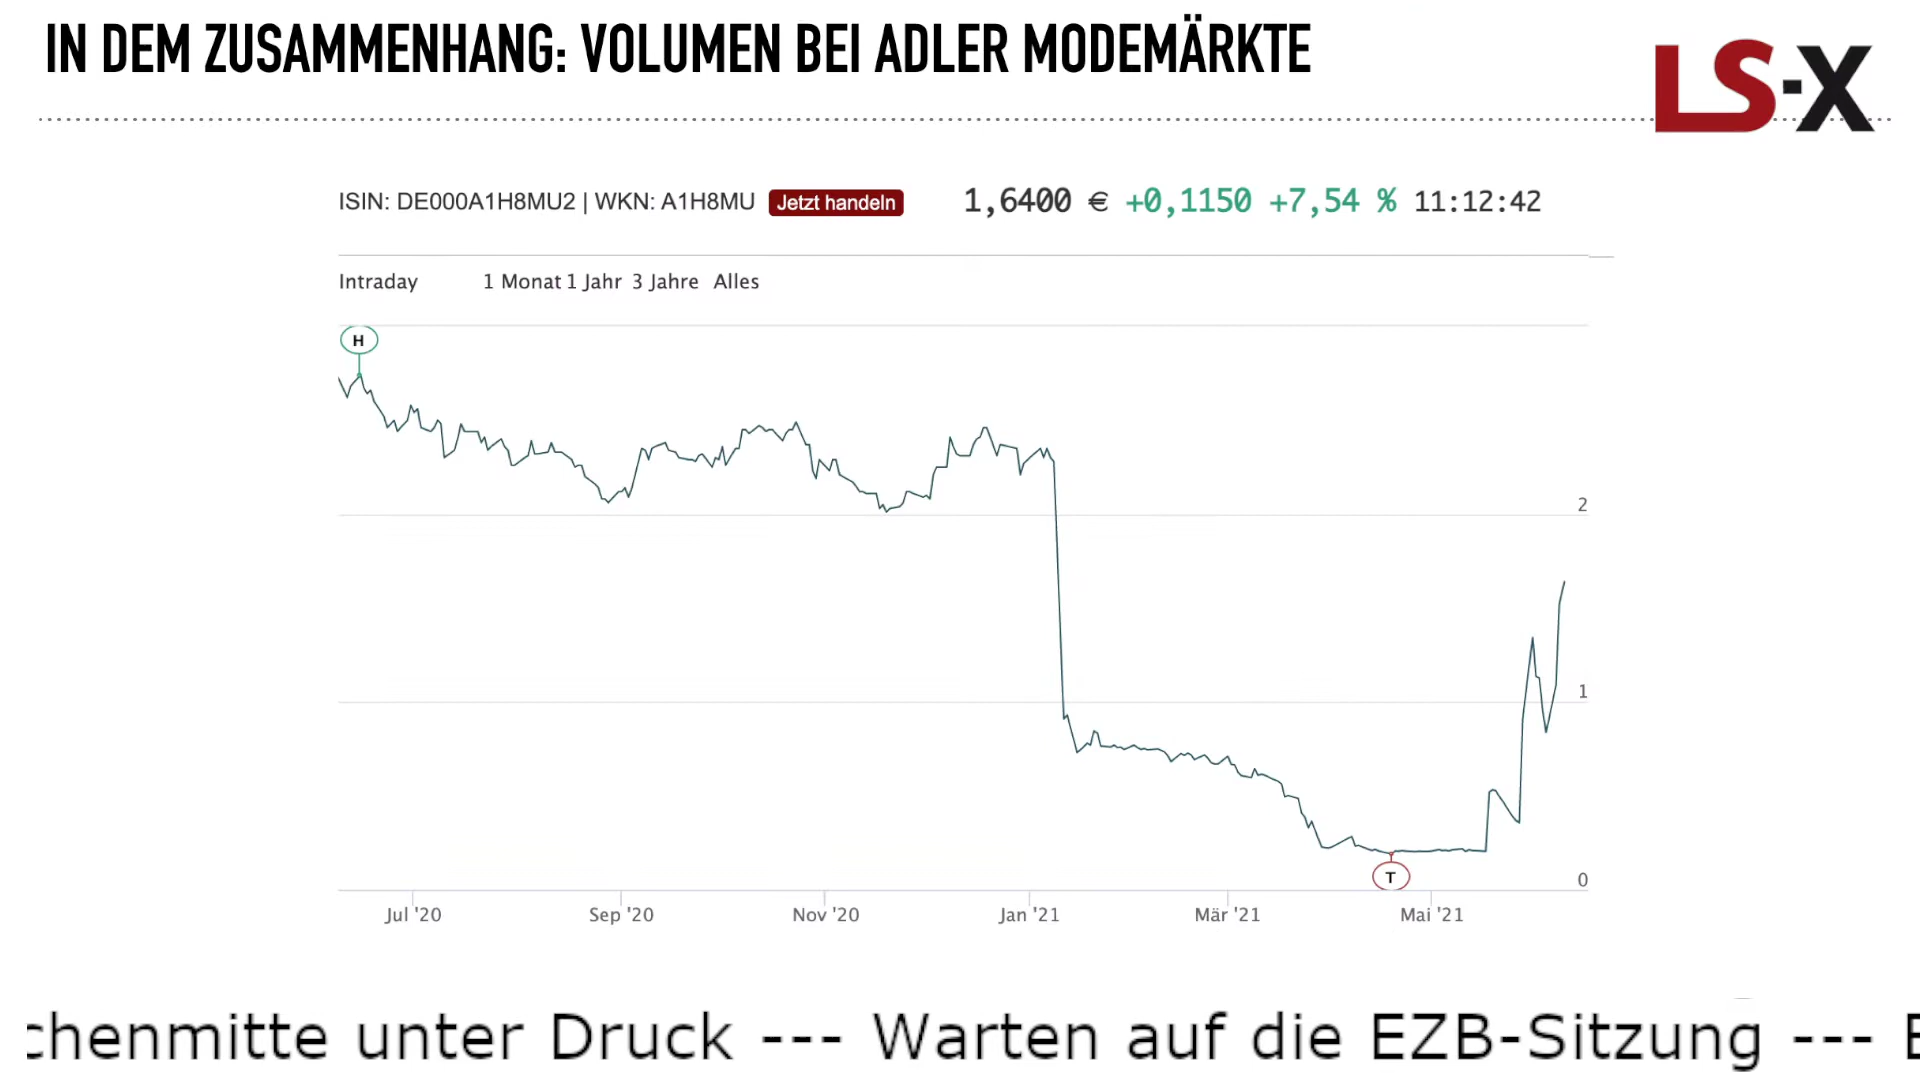 IN DEM ZUSAMMENHANG: VOLUMEN BEI ADLER MODEMÄRKTE
LS-X
ISIN: DE000A1H8MU2 | WKN: A1H8MU Jetzt handeln 1,6400 € +0,1150 +7,54 % 11:12:42
Intraday 1 Monat 1 Jahr 3 Jahre Alles
H
2
1
T
0
Jul '20 Sep '20 Nov '20 Jan '21 Mär '21 Mai '21
chenmitte unter Druck --- Warten auf die EZB-Sitzung ---